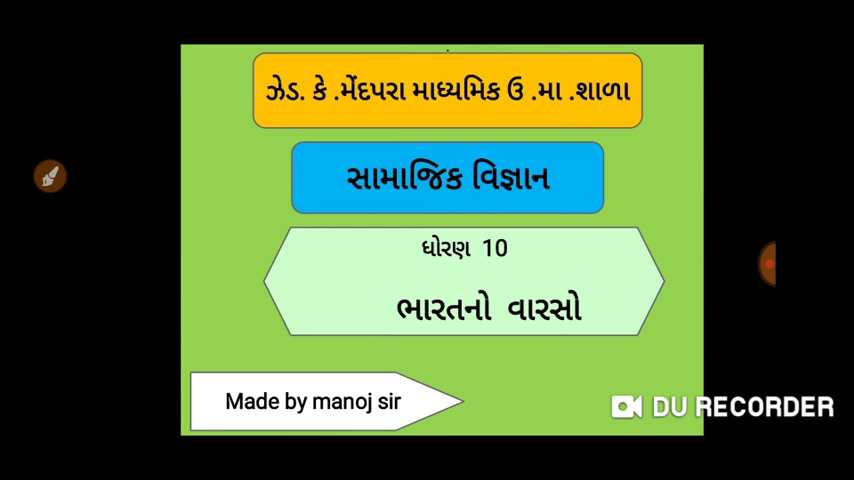 ઝેડ. કે .મેંદપરા માધ્યમિક ઉ .મા .શાળા
સામાજિક વિજ્ઞાન
ધોરણ 10
ભારતનો વારસો
Made by manoj sir
DU RECORDER